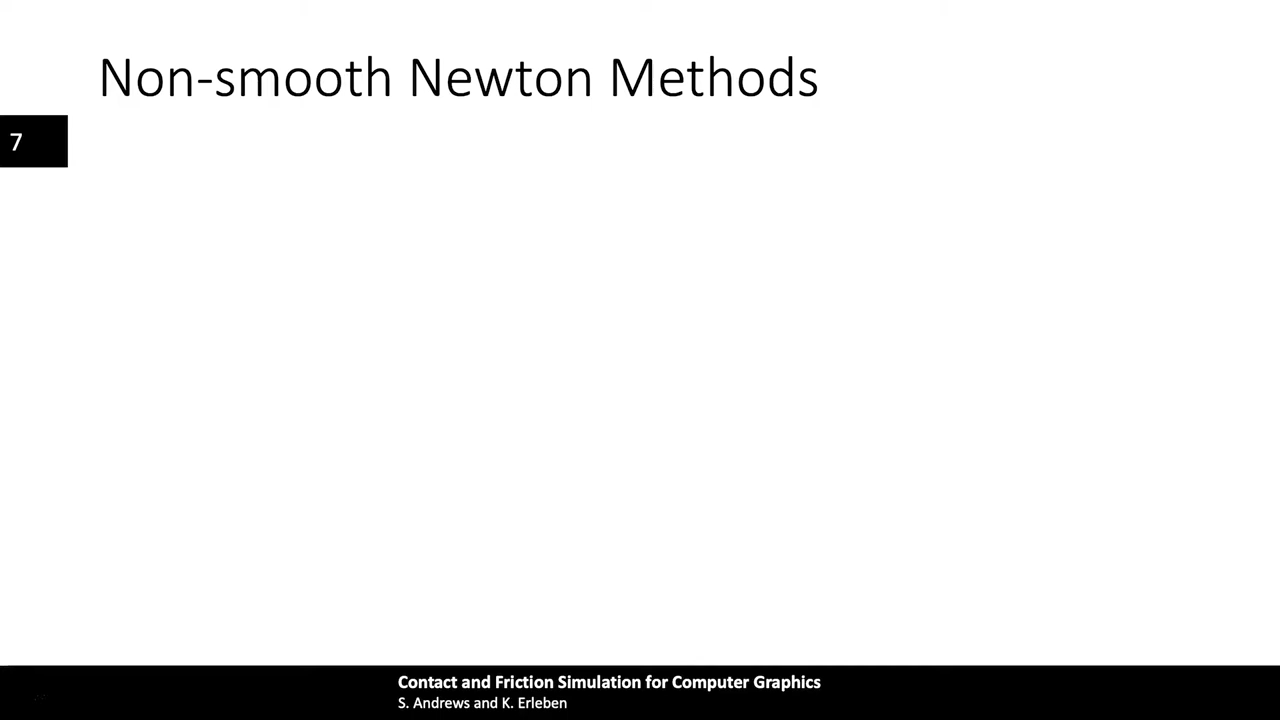 Non-smooth Newton Methods
7
Contact and Friction Simulation for Computer Graphics
S. Andrews and K. Erleben